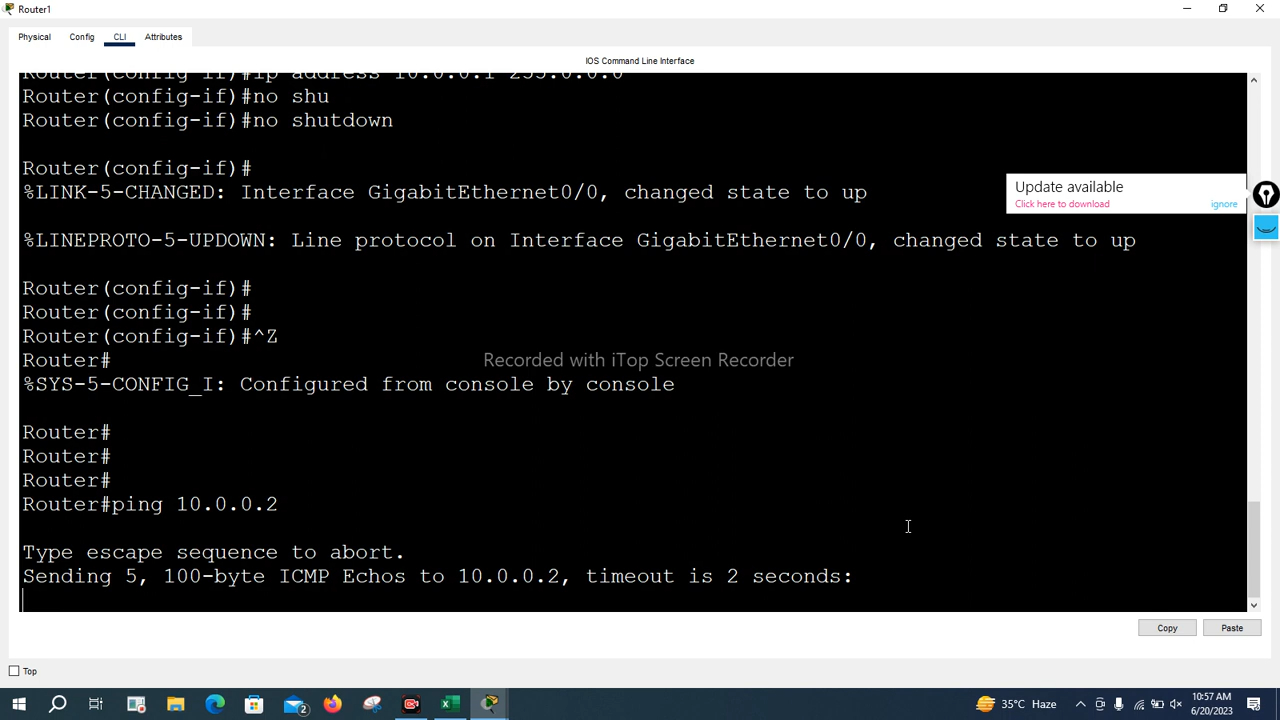 Router1
Physical Config CLI Attributes
IOS Command Line Interface
Router(config-if)#ip address 10.0.0.1 255.0.0.0
Router(config-if)#no shu
Router(config-if)#no shutdown
Router(config-if)#
%LINK-5-CHANGED: Interface GigabitEthernet0/0, changed state to up
Update available
Click here to download ignore
%LINEPROTO-5-UPDOWN: Line protocol on Interface GigabitEthernet0/0, changed state to up
Router(config-if)#
Router(config-if)#
Router(config-if)#^Z
Router#
Recorded with iTop Screen Recorder
%SYS-5-CONFIG_I: Configured from console by console
Router#
Router#
Router#
Router#ping 10.0.0.2
Type escape sequence to abort.
Sending 5, 100-byte ICMP Echos to 10.0.0.2, timeout is 2 seconds:
Copy Paste
Top
2 35°C Haze 10:57 AM
6/20/2023